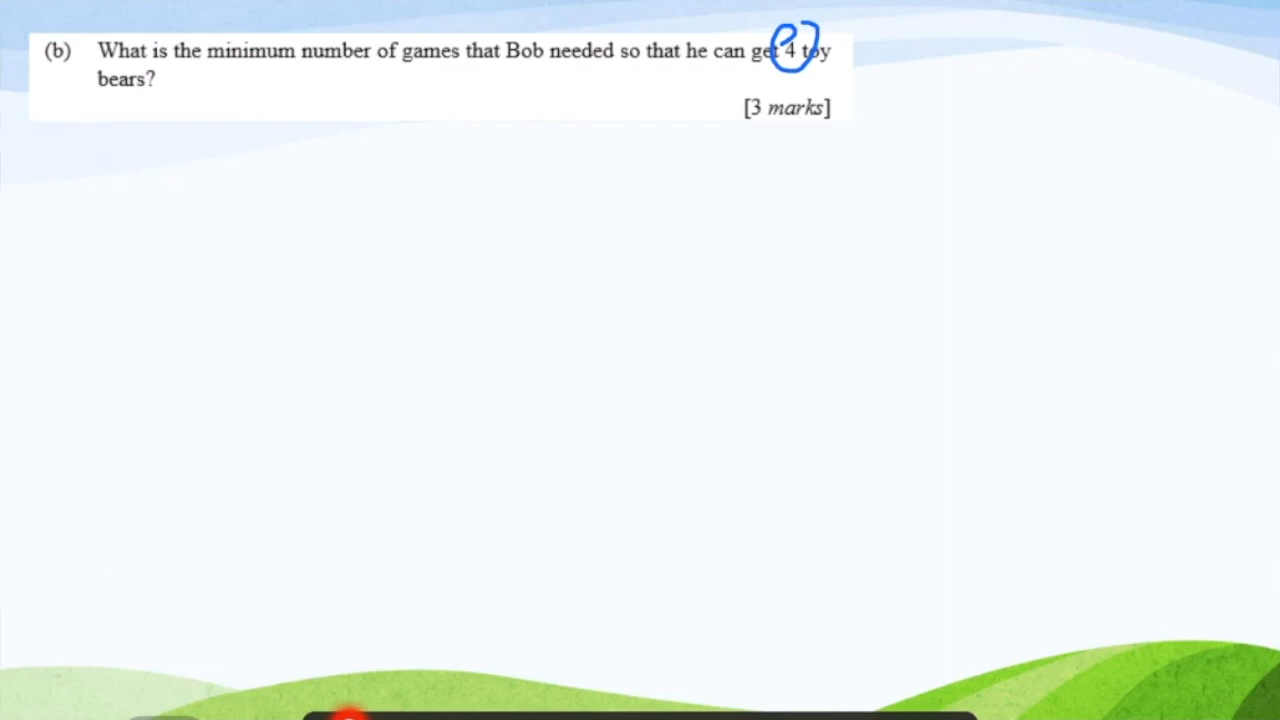 (b) What is the minimum number of games that Bob needed so that he can get 4 toy
bears?
[3 marks]